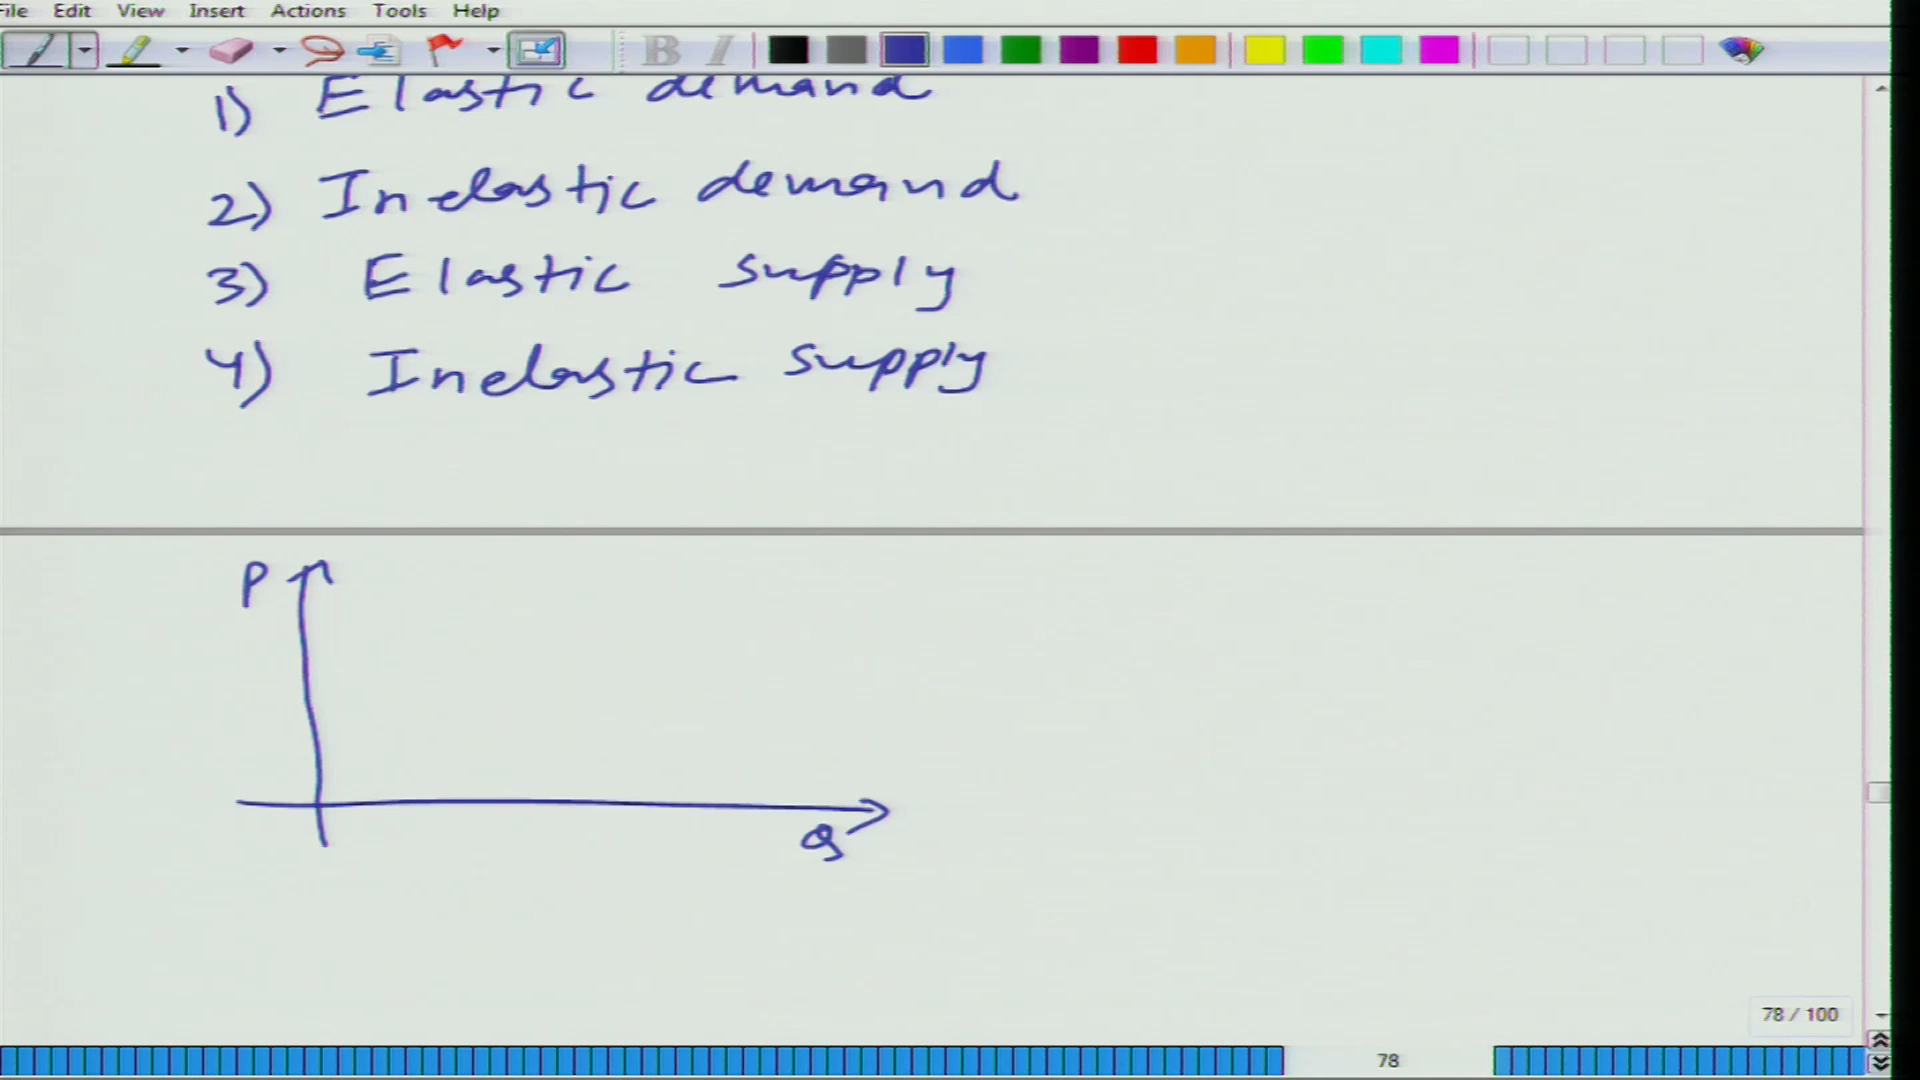 File Edit View Insert Actions Tools Help
B I
1) Elastic demand
2) Inelastic demand
3) Elastic supply
4) Inelastic supply
P
Q
78 / 100
78